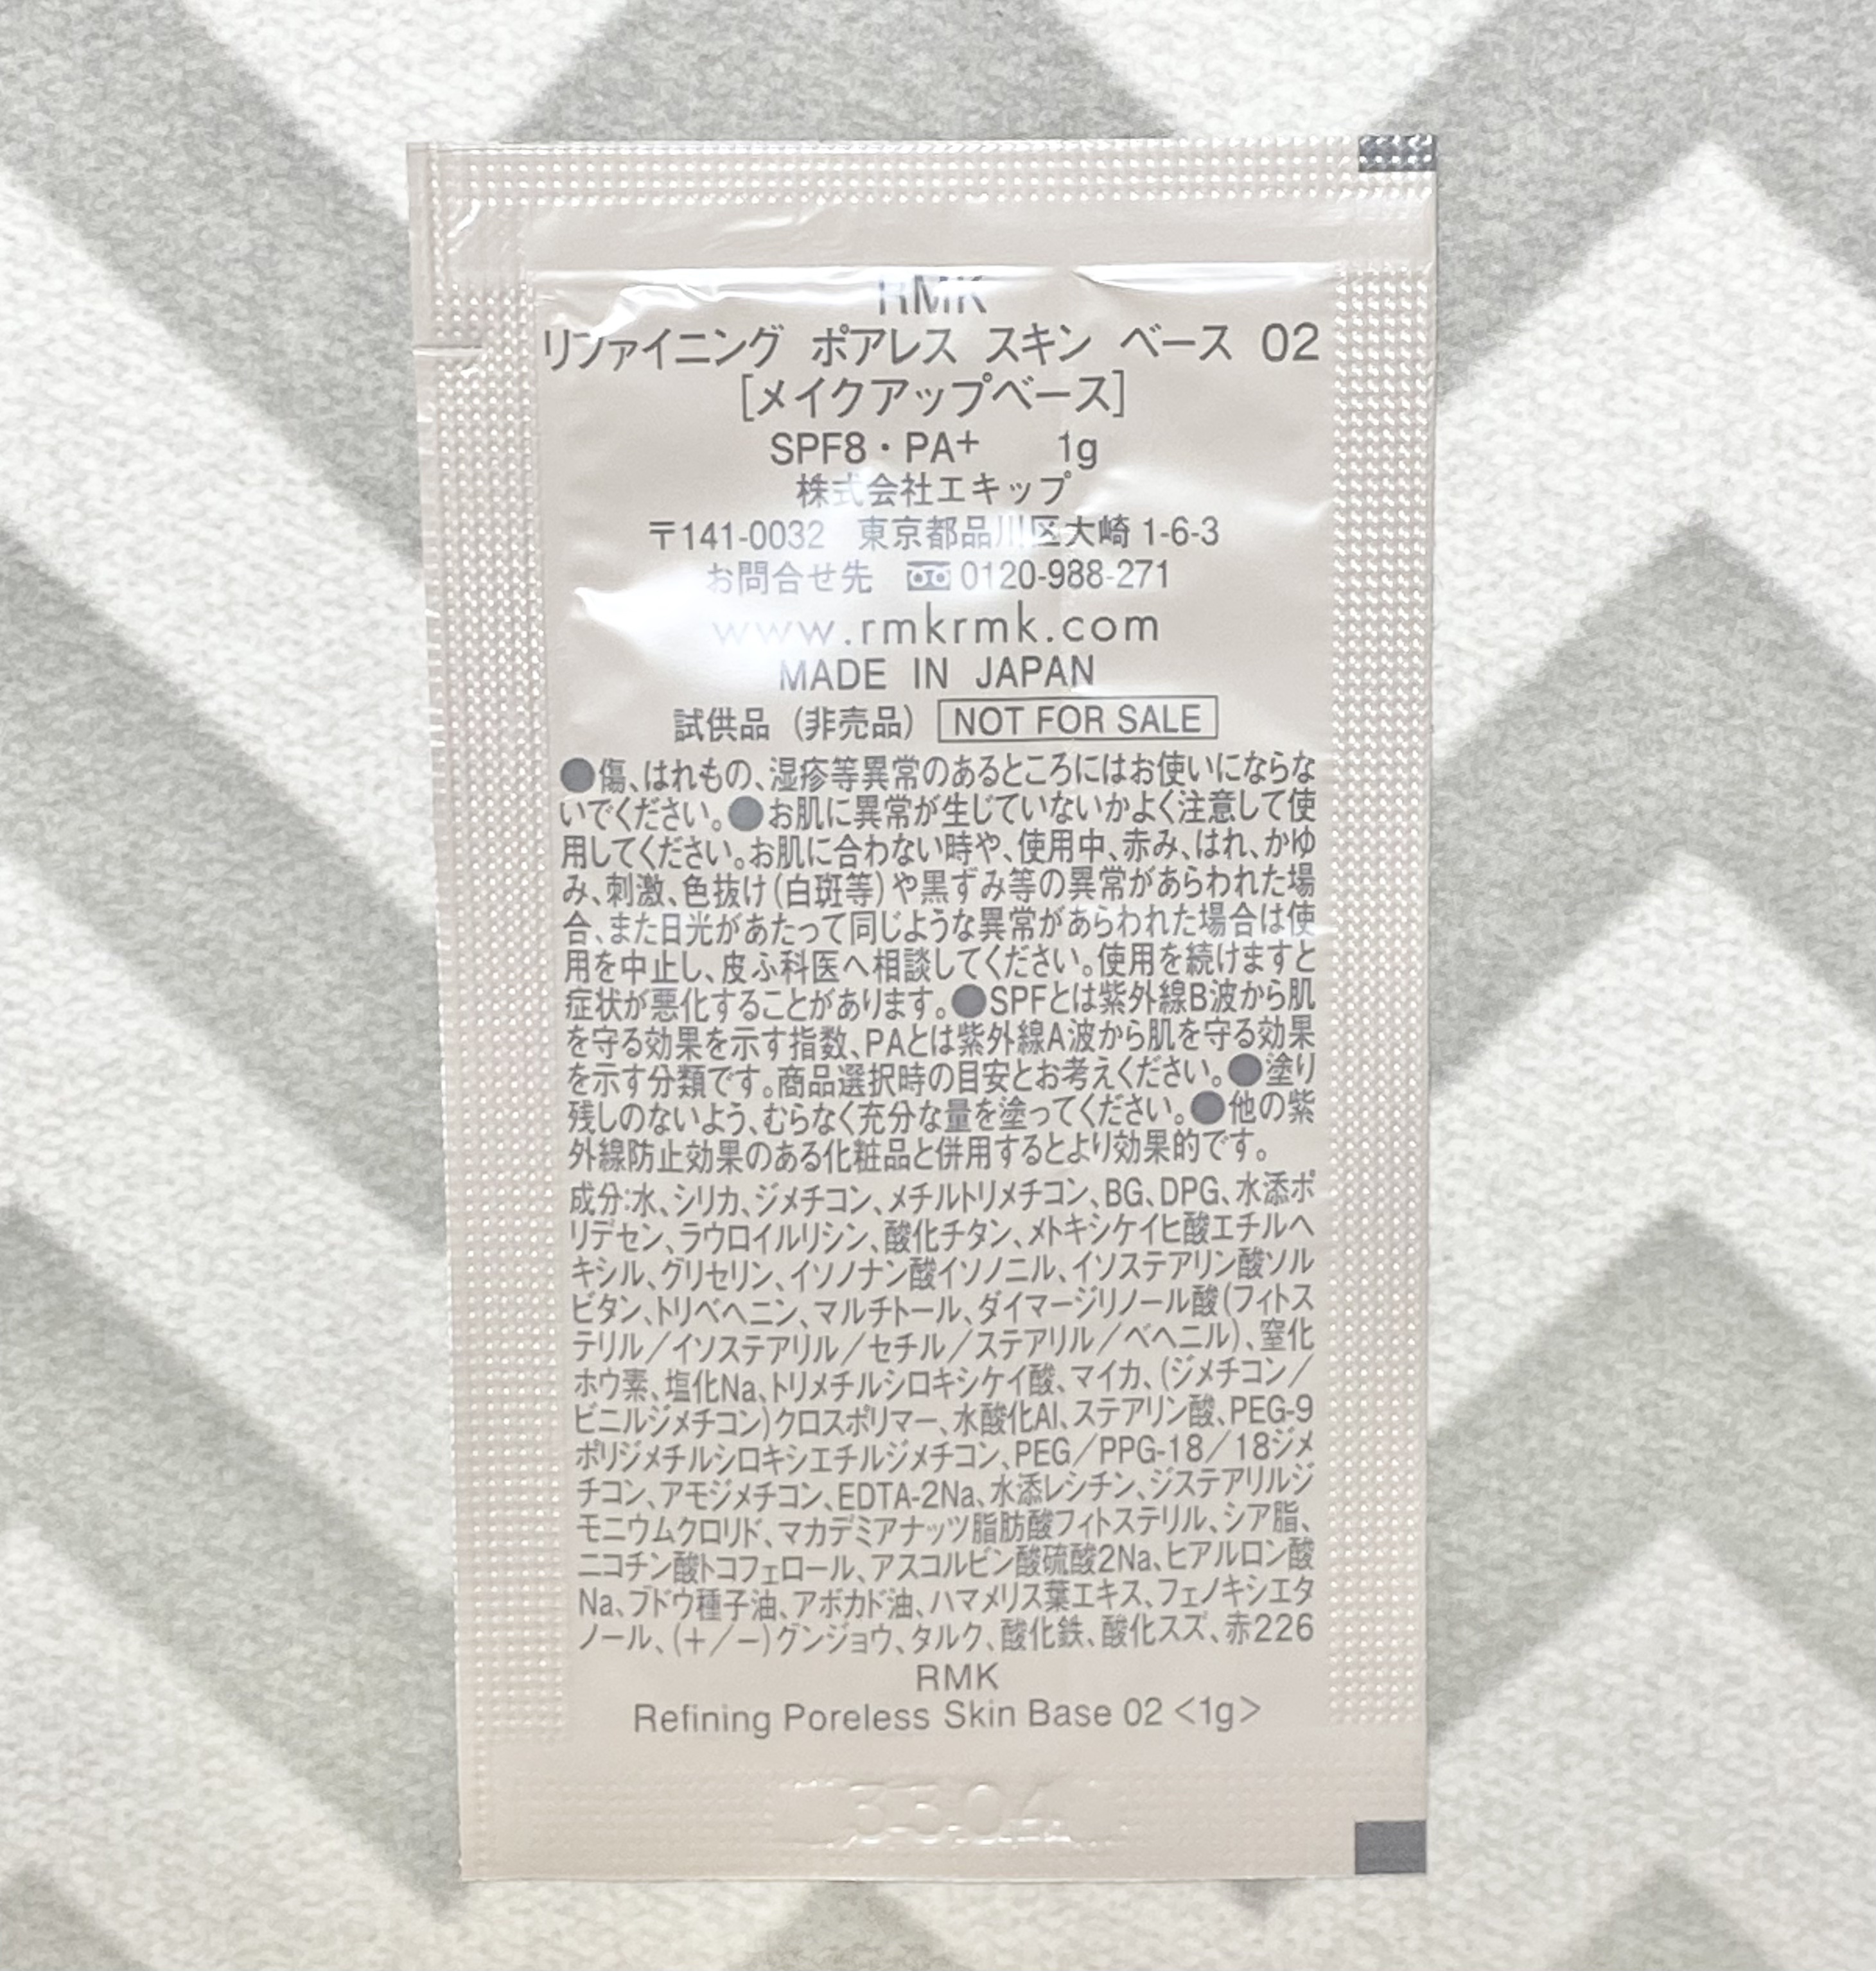 RMK
リファイニング ポアレス スキン ベース 02
[メイクアップベース]
SPF8・PA+ 1g
株式会社エキップ
〒141-0032 東京都品川区大崎 1-6-3
お問合せ先 0120-988-271
www.rmkrmk.com
MADE IN JAPAN
試供品（非売品） NOT FOR SALE
●傷、はれもの、湿疹等異常のあるところにはお使いにならな
いでください。●お肌に異常が生じていないかよく注意して使
用してください。お肌に合わない時や、使用中、赤み、はれ、かゆ
み、刺激、色抜け（白斑等）や黒ずみ等の異常があらわれた場
合、また日光があたって同じような異常があらわれた場合は使
用を中止し、皮ふ科医へ相談してください。使用を続けますと
症状が悪化することがあります。●SPFとは紫外線B波から肌
を守る効果を示す指数、PAとは紫外線A波から肌を守る効果
を示す分類です。商品選択時の目安とお考えください。●塗り
残しのないよう、むらなく充分な量を塗ってください。●他の紫
外線防止効果のある化粧品と併用するとより効果的です。
成分:水、シリカ、ジメチコン、メチルトリメチコン、BG、DPG、水添ポ
リデセン、ラウロイルリシン、酸化チタン、メトキシケイヒ酸エチルヘ
キシル、グリセリン、イソノナン酸イソノニル、イソステアリン酸ソル
ビタン、トリベヘニン、マルチトール、ダイマージリノール酸（フィトス
テリル／イソステアリル／セチル／ステアリル／ベヘニル）、窒化
ホウ素、塩化Na、トリメチルシロキシケイ酸、マイカ、（ジメチコン／
ビニルジメチコン）クロスポリマー、水酸化Al、ステアリン酸、PEG-9
ポリジメチルシロキシエチルジメチコン、PEG／PPG-18／18ジメ
チコン、アモジメチコン、EDTA-2Na、水添レシチン、ジステアリルジ
モニウムクロリド、マカデミアナッツ脂肪酸フィトステリル、シア脂、
ニコチン酸トコフェロール、アスコルビン酸硫酸2Na、ヒアルロン酸
Na、ブドウ種子油、アボカド油、ハマメリス葉エキス、フェノキシエタ
ノール、（＋／－）グンジョウ、タルク、酸化鉄、酸化スズ、赤226
RMK
Refining Poreless Skin Base 02 <1g>